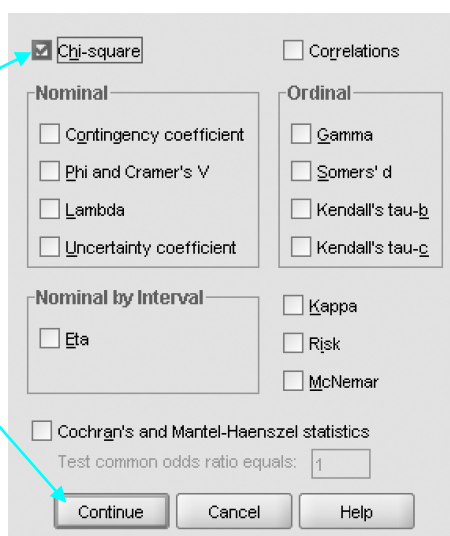 Chi-square
Correlations
Nominal
Contingency coefficient
Phi and Cramer's V
Lambda
Uncertainty coefficient
Ordinal
Gamma
Somers' d
Kendall's tau-b
Kendall's tau-c
Nominal by Interval
Eta
Kappa
Risk
McNemar
Cochran's and Mantel-Haenszel statistics
Test common odds ratio equals: 1
Continue
Cancel
Help